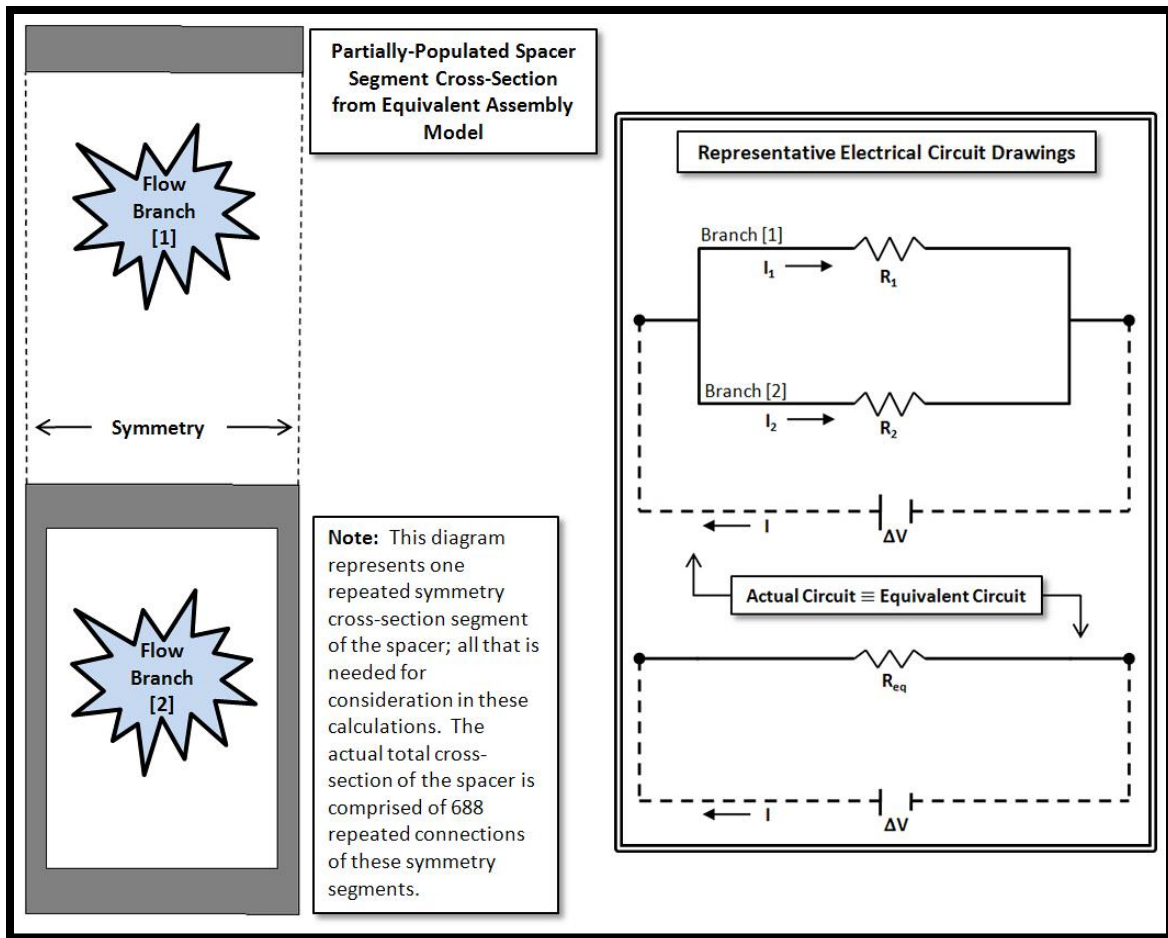 Partially-Populated Spacer
Segment Cross-Section
from Equivalent Assembly
Model
Flow
Branch
[1]
Symmetry
Flow
Branch
[2]
Note: This diagram
represents one
repeated symmetry
cross-section segment
of the spacer; all that is
needed for
consideration in these
calculations. The
actual total cross-
section of the spacer is
comprised of 688
repeated connections
of these symmetry
segments.
Representative Electrical Circuit Drawings
Branch [1]
I₁
R₁
Branch [2]
I₂
R₂
I
ΔV
Actual Circuit ≡ Equivalent Circuit
Req
I
ΔV